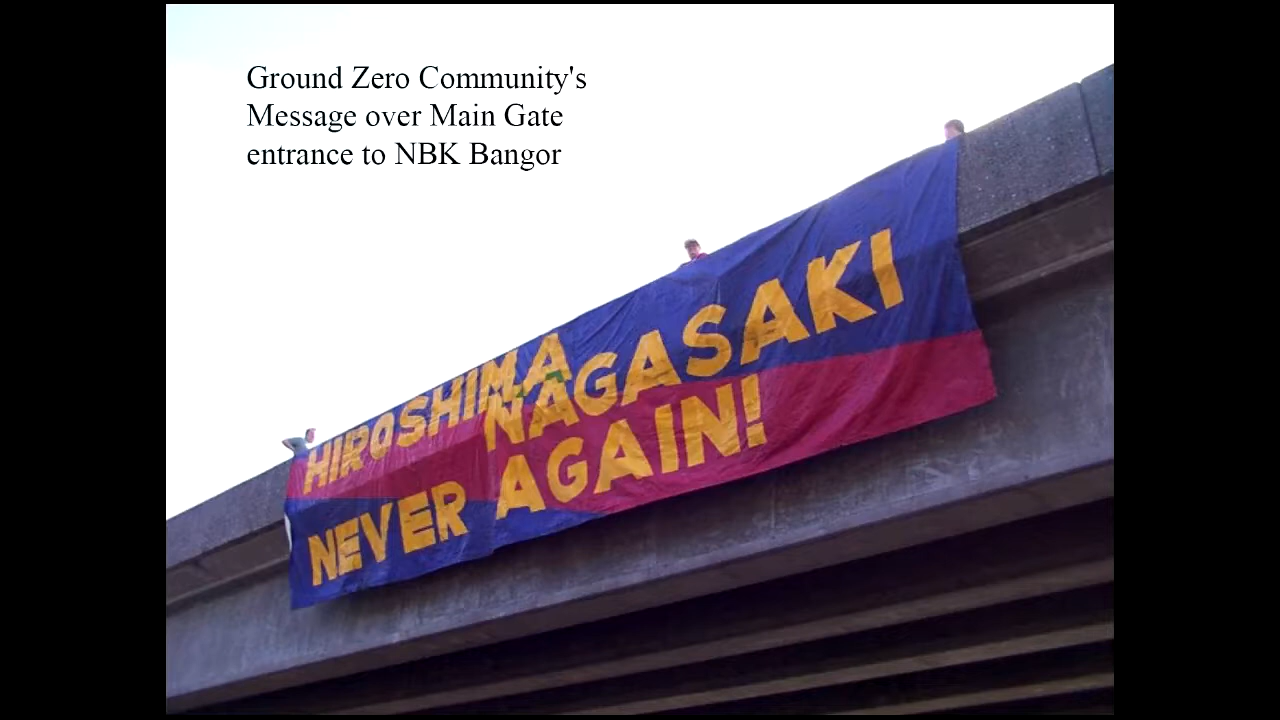 Ground Zero Community's
Message over Main Gate
entrance to NBK Bangor
HIROSHIMA
NAGASAKI
NEVER AGAIN!